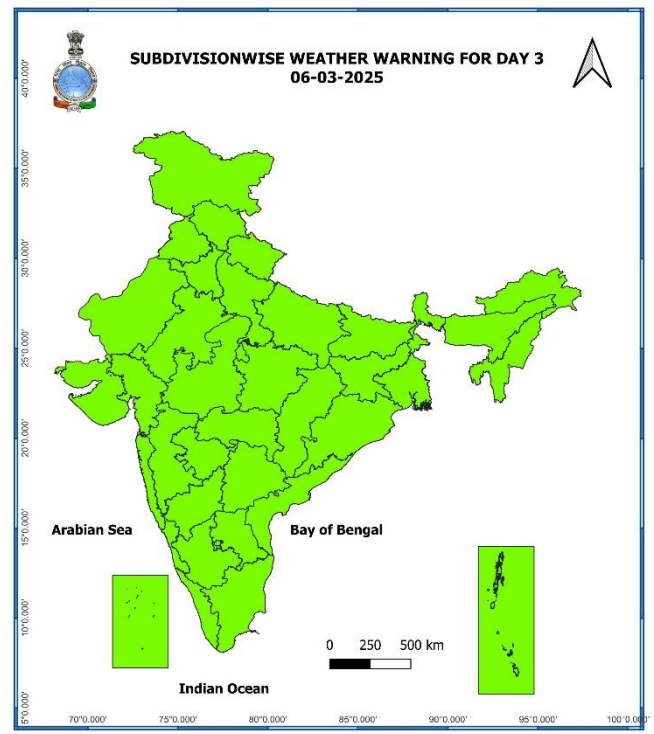 SUBDIVISIONWISE WEATHER WARNING FOR DAY 3
06-03-2025
40°0.000'
35°0.000'
30°0.000'
25°0.000'
20°0.000'
15°0.000'
10°0.000'
5°0.000'
Arabian Sea
Bay of Bengal
0 250 500 km
Indian Ocean
70°0.000' 75°0.000' 80°0.000' 85°0.000' 90°0.000' 95°0.000' 100°0.000'